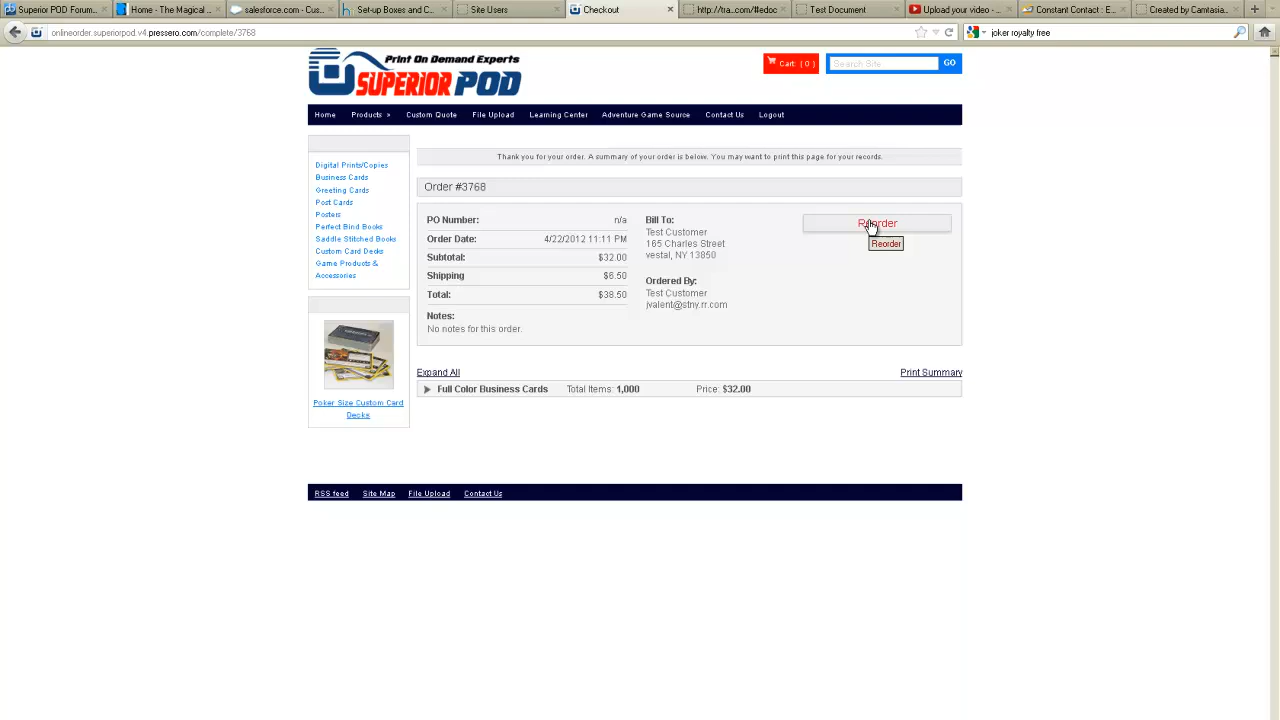 Superior POD Forum...
Home - The Magical ...
salesforce.com - Cus...
Set-up Boxes and C...
Site Users
Checkout
http://tra....f#edoc
Test Document
Upload your video - ...
Constant Contact : E...
Created by Camtasia...
onlineorder.superiorpod.v4.pressero.com/complete/3768
joker royalty free
Print On Demand Experts
SUPERIOR POD
Cart: ( 0 )
Search Site
GO
Home
Products »
Custom Quote
File Upload
Learning Center
Adventure Game Source
Contact Us
Logout
Digital Prints/Copies
Business Cards
Greeting Cards
Post Cards
Posters
Perfect Bind Books
Saddle Stitched Books
Custom Card Decks
Game Products &
Accessories
Poker Size Custom Card
Decks
Thank you for your order. A summary of your order is below. You may want to print this page for your records.
Order #3768
PO Number: n/a
Order Date: 4/22/2012 11:11 PM
Subtotal: $32.00
Shipping $6.50
Total: $38.50
Notes:
No notes for this order.
Bill To:
Test Customer
165 Charles Street
vestal, NY 13850
Ordered By:
Test Customer
jvalent@stny.rr.com
Reorder
Reorder
Expand All
Print Summary
Full Color Business Cards Total Items: 1,000 Price: $32.00
RSS feed
Site Map
File Upload
Contact Us